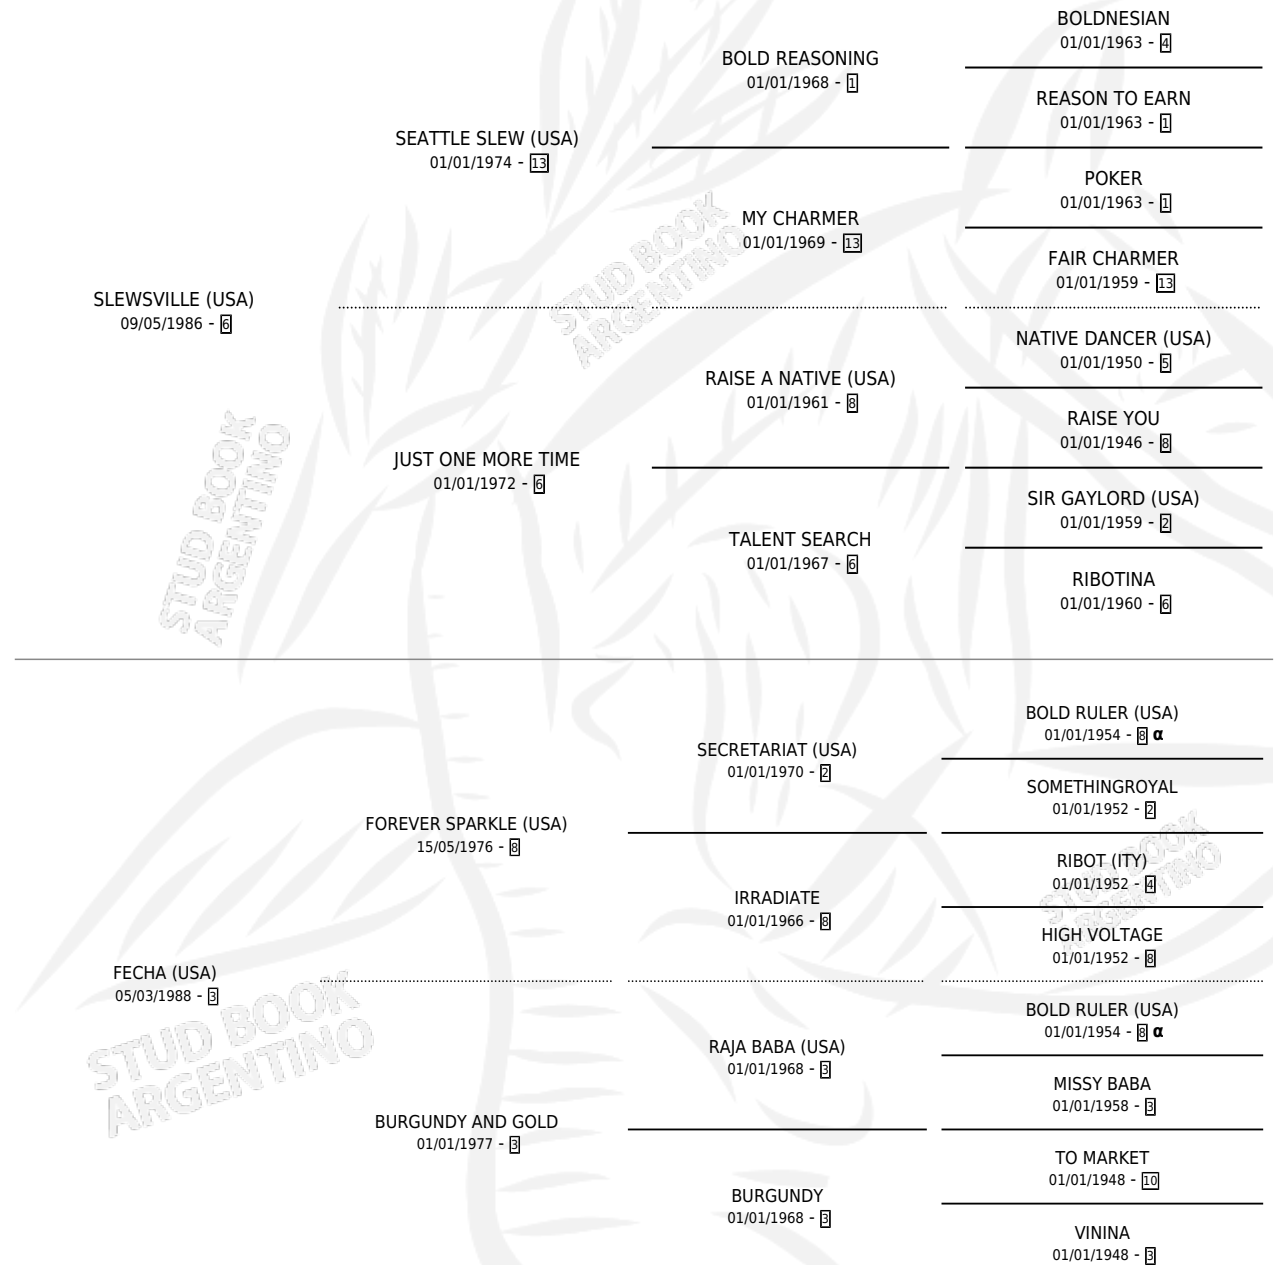 BOLDNESIAN
01/01/1963 - 4
BOLD REASONING
01/01/1968 - 1
REASON TO EARN
01/01/1963 - 1
SEATTLE SLEW (USA)
01/01/1974 - 13
POKER
01/01/1963 - 1
MY CHARMER
01/01/1969 - 13
FAIR CHARMER
01/01/1959 - 13
SLEWSVILLE (USA)
09/05/1986 - 6
NATIVE DANCER (USA)
01/01/1950 - 5
RAISE A NATIVE (USA)
01/01/1961 - 8
RAISE YOU
01/01/1946 - 8
JUST ONE MORE TIME
01/01/1972 - 6
SIR GAYLORD (USA)
01/01/1959 - 2
TALENT SEARCH
01/01/1967 - 6
RIBOTINA
01/01/1960 - 6
BOLD RULER (USA)
01/01/1954 - 8 α
SECRETARIAT (USA)
01/01/1970 - 2
SOMETHINGROYAL
01/01/1952 - 2
FOREVER SPARKLE (USA)
15/05/1976 - 8
RIBOT (ITY)
01/01/1952 - 4
IRRADIATE
01/01/1966 - 8
HIGH VOLTAGE
01/01/1952 - 8
FECHA (USA)
05/03/1988 - 3
BOLD RULER (USA)
01/01/1954 - 8 α
RAJA BABA (USA)
01/01/1968 - 3
MISSY BABA
01/01/1958 - 3
BURGUNDY AND GOLD
01/01/1977 - 3
TO MARKET
01/01/1948 - 10
BURGUNDY
01/01/1968 - 3
VININA
01/01/1948 - 3
STUD BOOK
ARGENTINO
STUD BOOK
ARGENTINO
STUD BOOK
ARGENTINO
STUD BOOK
ARGENTINO